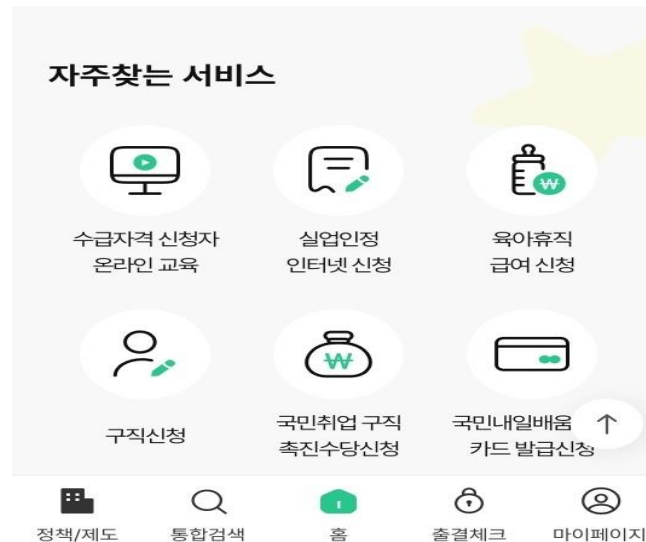 자주찾는 서비스
수급자격 신청자
온라인 교육
실업인정
인터넷 신청
육아휴직
급여 신청
구직신청
국민취업 구직
촉진수당신청
국민내일배움
카드 발급신청
정책/제도
통합검색
홈
출결체크
마이페이지